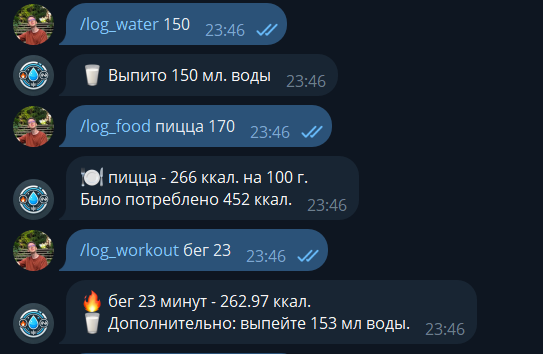 /log_water 150 23:46
🥛 Выпито 150 мл. воды 23:46
/log_food пицца 170 23:46
🍽 пицца - 266 ккал. на 100 г.
Было потреблено 452 ккал. 23:46
/log_workout бег 23 23:46
🔥 бег 23 минут - 262.97 ккал.
🥛 Дополнительно: выпейте 153 мл воды. 23:46